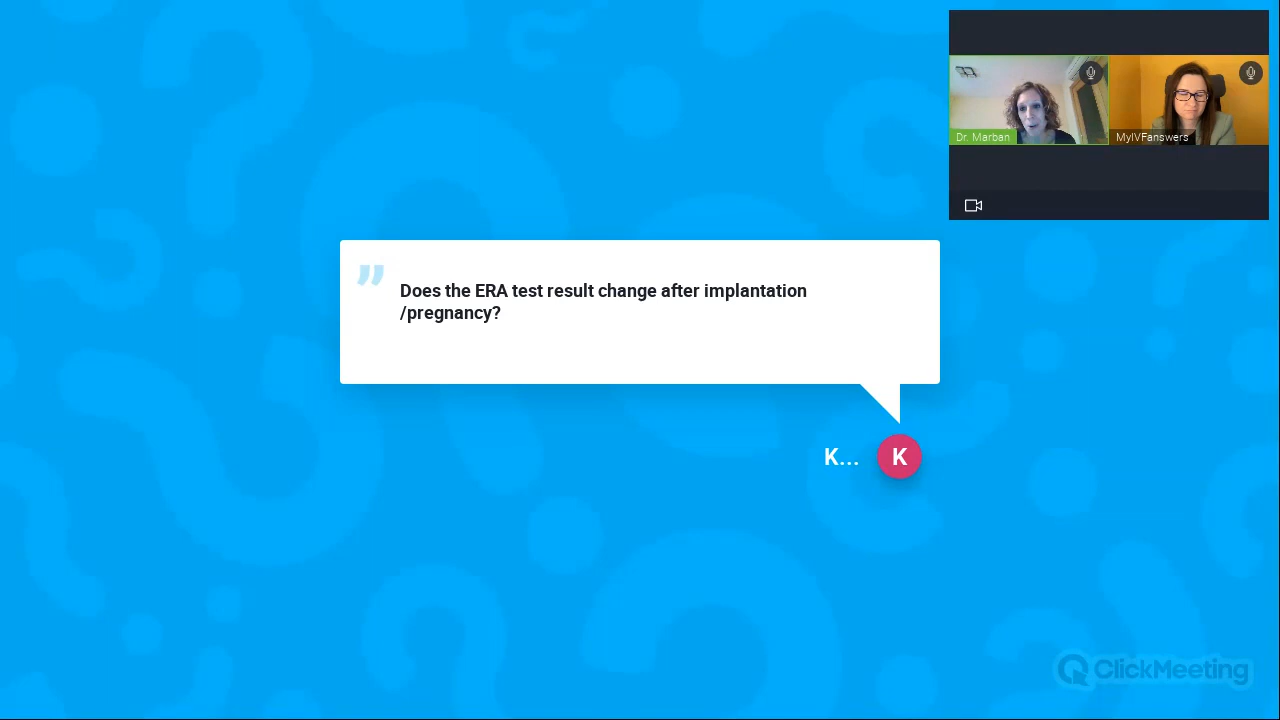 Dr. Marban
MyIVFanswers
”
Does the ERA test result change after implantation
/pregnancy?
K...
K
ClickMeeting